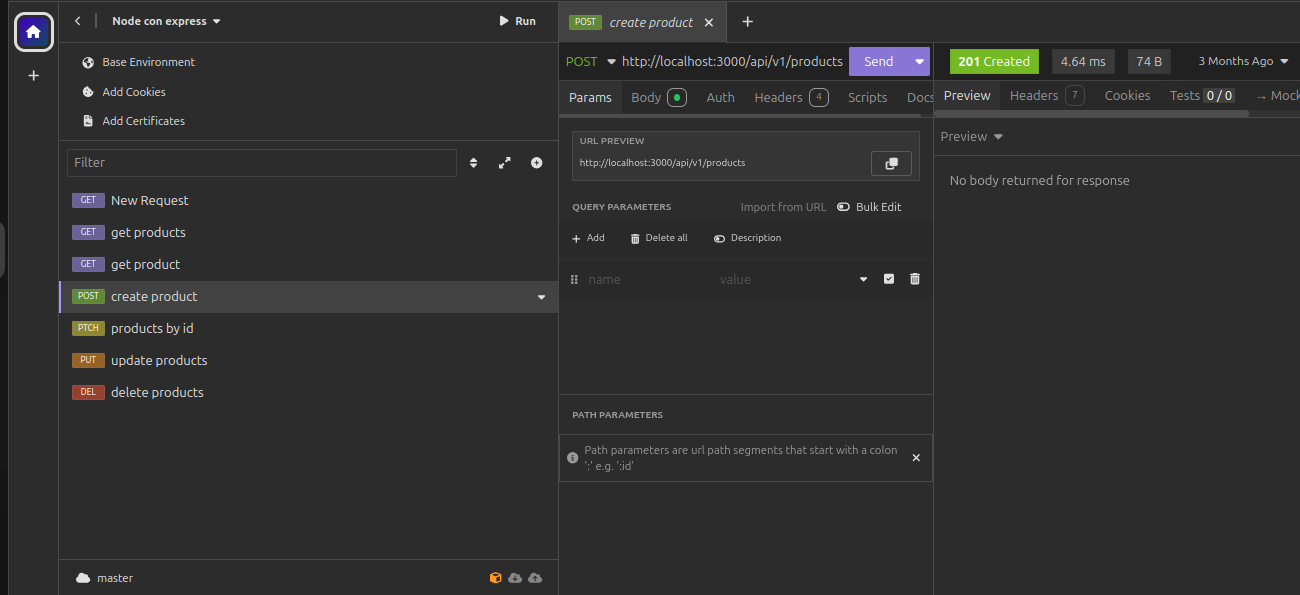 Node con express
Run
Base Environment
Add Cookies
Add Certificates
Filter
GET New Request
GET get products
GET get product
POST create product
PTCH products by id
PUT update products
DEL delete products
master
POST create product
POST http://localhost:3000/api/v1/products Send
Params Body Auth Headers 4 Scripts Docs
URL PREVIEW
http://localhost:3000/api/v1/products
QUERY PARAMETERS Import from URL Bulk Edit
Add Delete all Description
name value
PATH PARAMETERS
Path parameters are url path segments that start with a colon
':' e.g. ':id'
201 Created 4.64 ms 74 B 3 Months Ago
Preview Headers 7 Cookies Tests 0 / 0 → Mock
Preview
No body returned for response